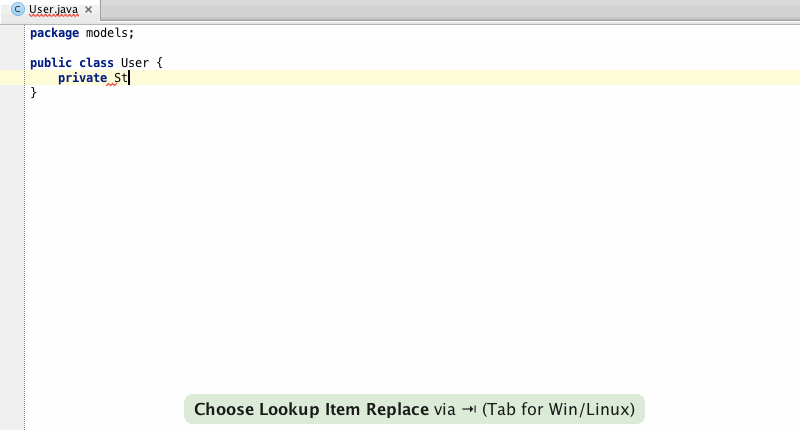 C User.java ×
package models;
public class User {
    private St
}
Choose Lookup Item Replace via ⇥ (Tab for Win/Linux)